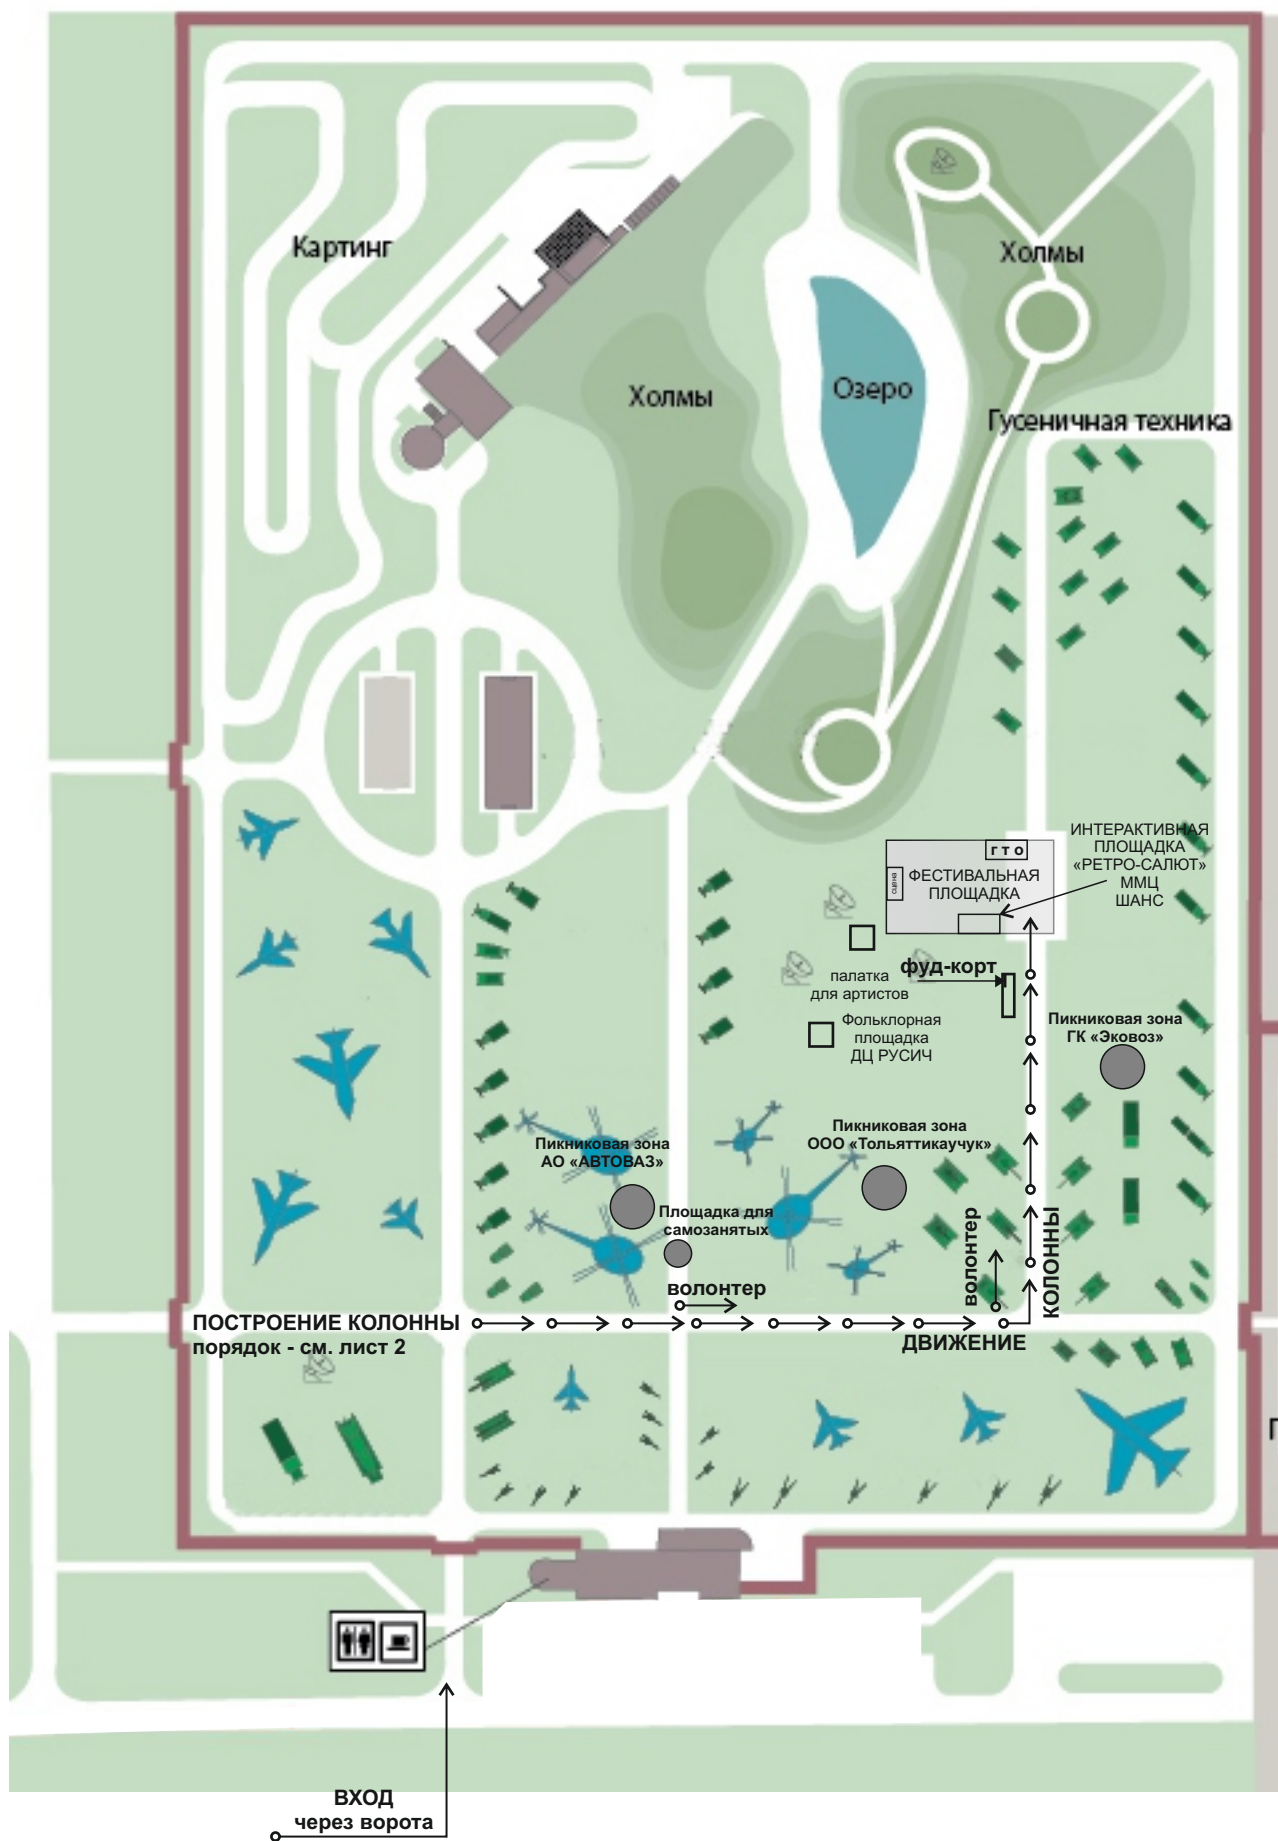 Картинг
Холмы
Холмы
Озеро
Гусеничная техника
ИНТЕРАКТИВНАЯ
ПЛОЩАДКА
«РЕТРО-САЛЮТ»
ММЦ
ШАНС
ГТО
сцена
ФЕСТИВАЛЬНАЯ
ПЛОЩАДКА
фуд-корт
палатка
для артистов
Фольклорная
площадка
ДЦ РУСИЧ
Пикниковая зона
ГК «Эковоз»
Пикниковая зона
ООО «Тольяттикаучук»
Пикниковая зона
АО «АВТОВАЗ»
Площадка для
самозанятых
волонтер
волонтер
КОЛОННЫ
ПОСТРОЕНИЕ КОЛОННЫ
порядок - см. лист 2
ДВИЖЕНИЕ
ВХОД
через ворота